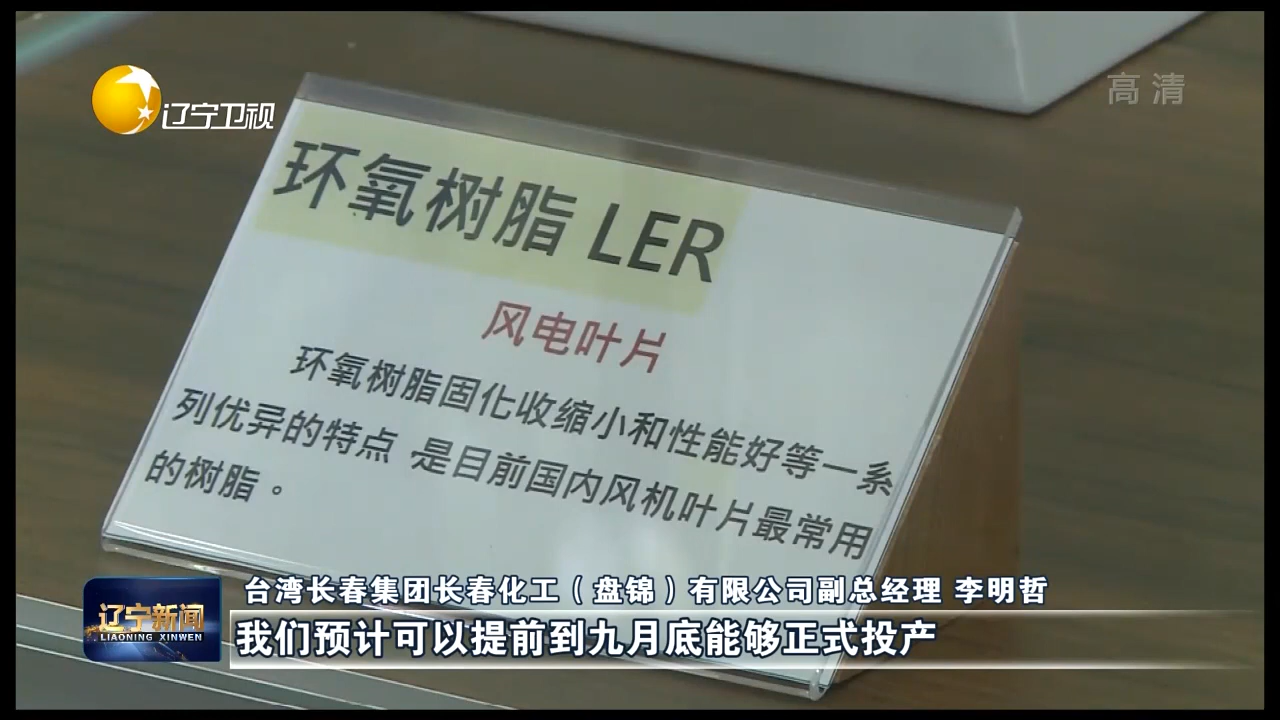 辽宁卫视
高清
环氧树脂 LER
风电叶片
环氧树脂固化收缩小和性能好等一系
列优异的特点,是目前国内风机叶片最常用
的树脂。
台湾长春集团长春化工（盘锦）有限公司副总经理 李明哲
辽宁新闻
LIAONING XINWEN
我们预计可以提前到九月底能够正式投产